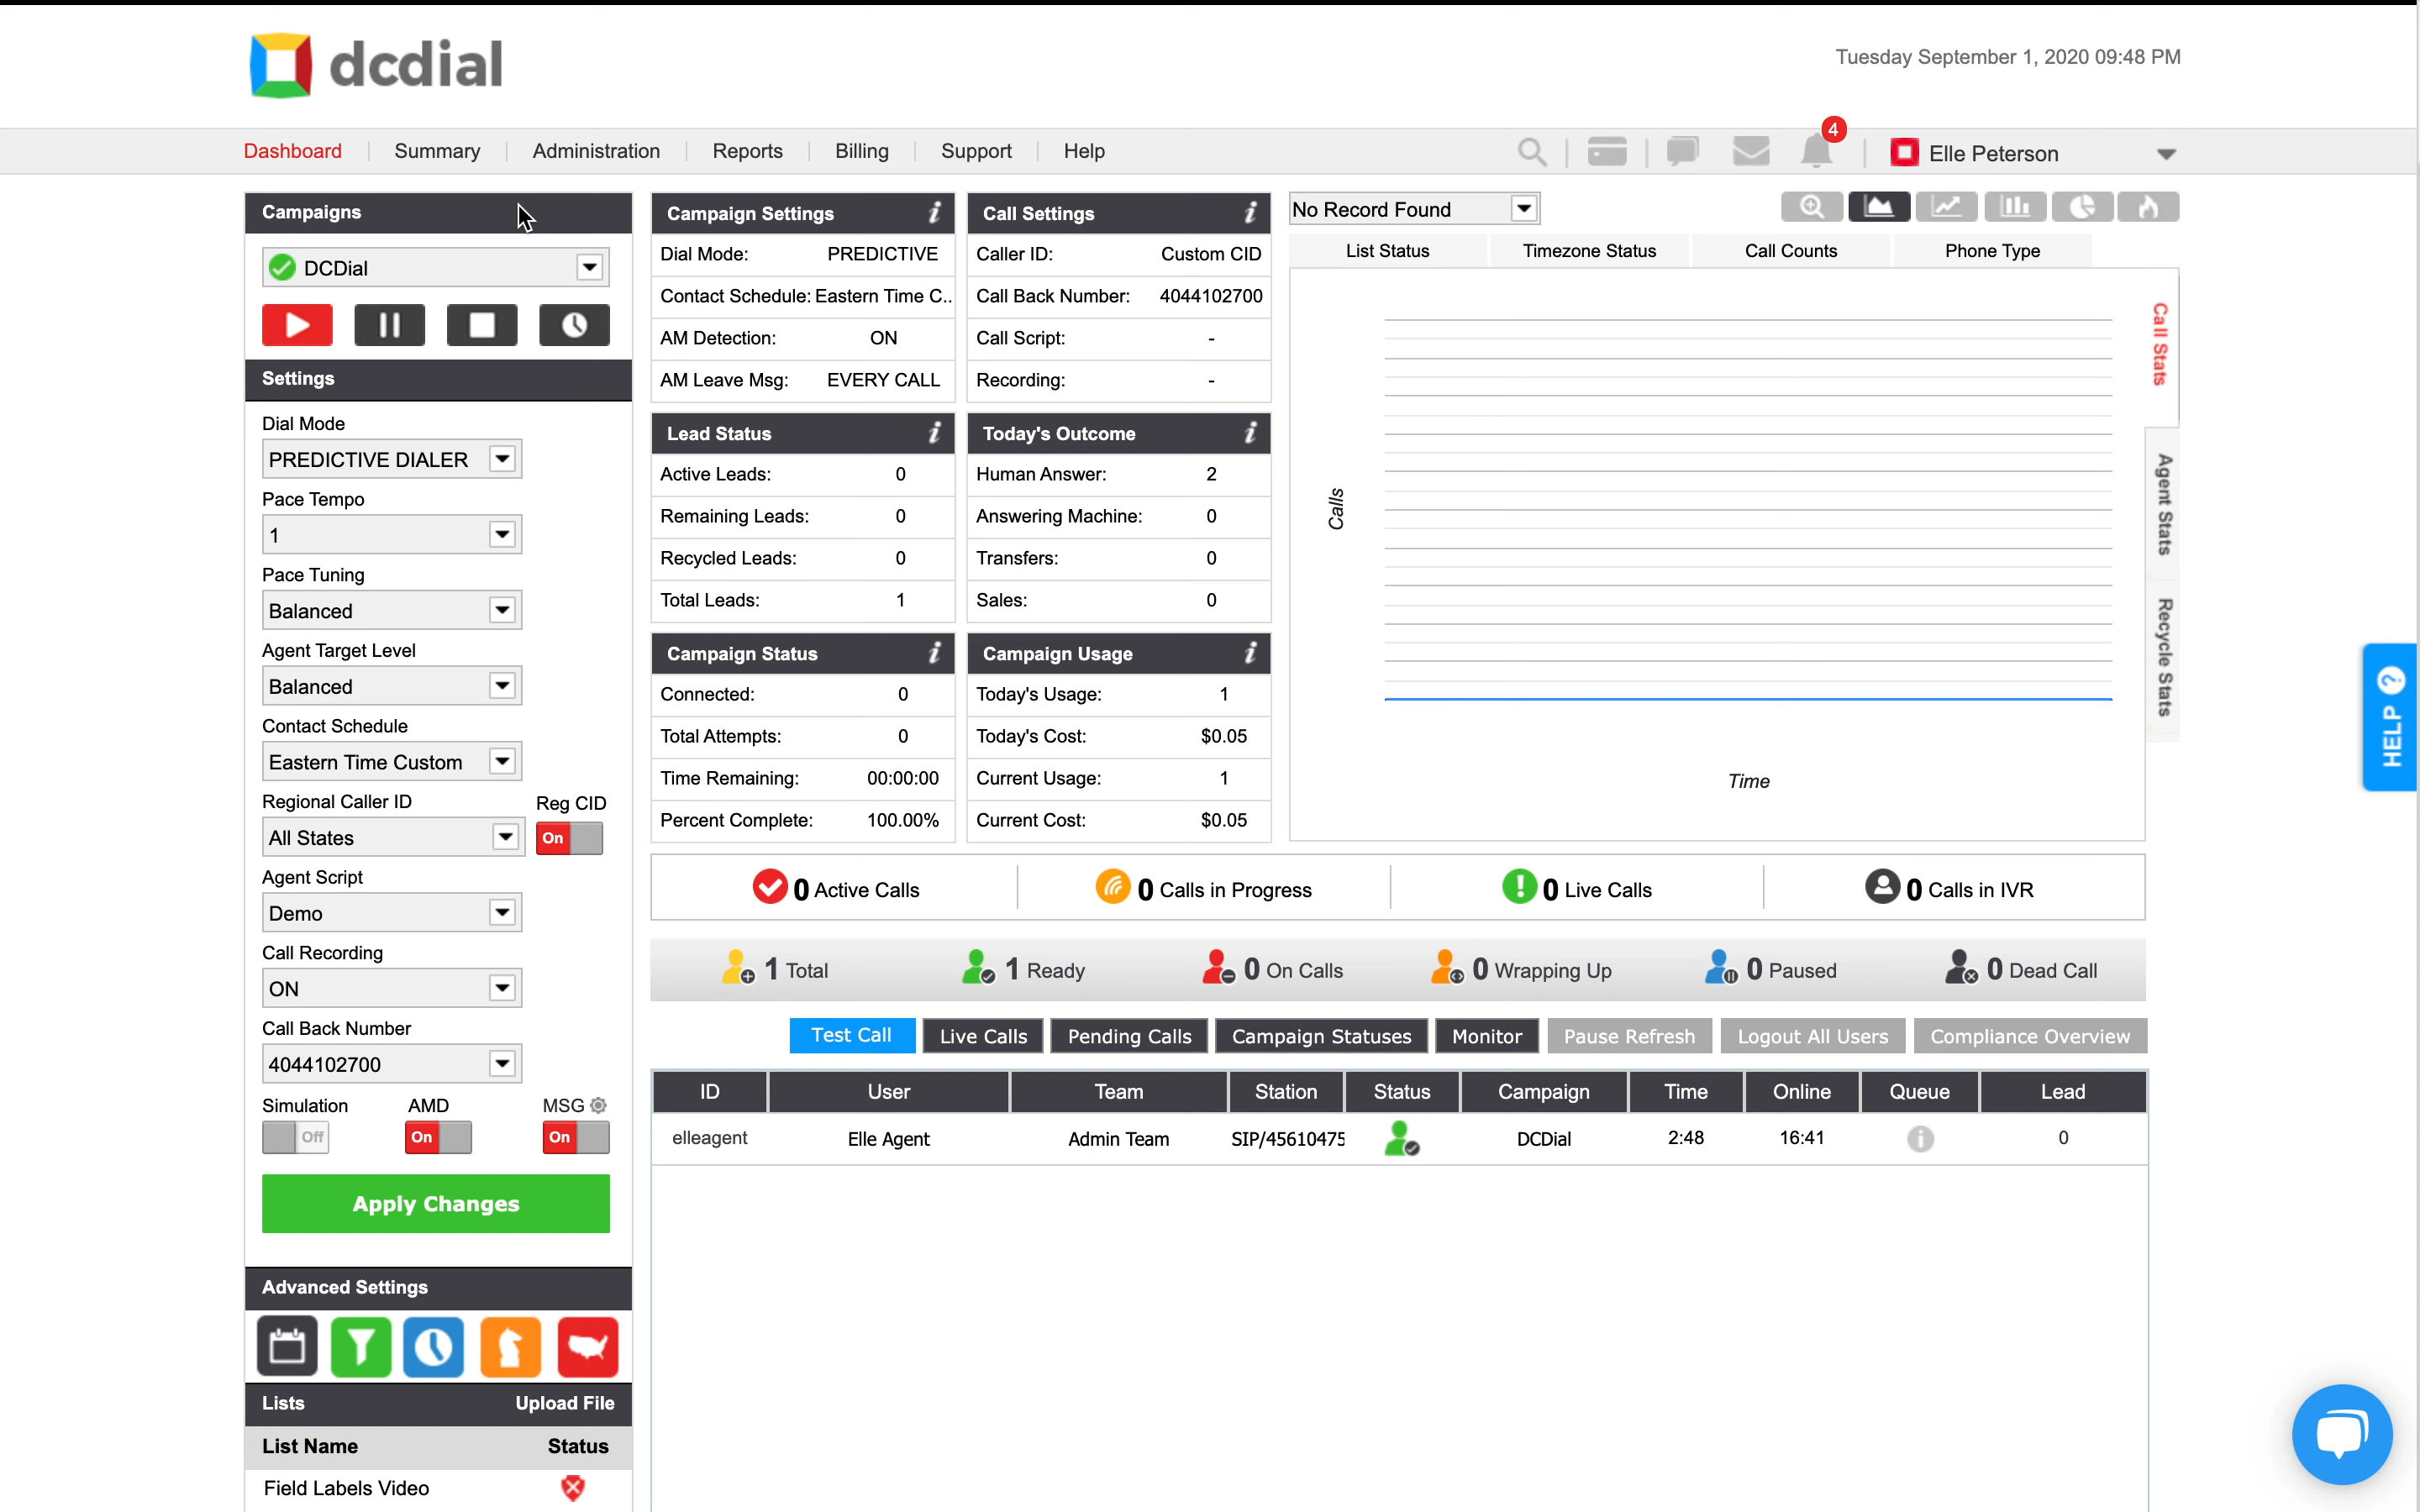 dcdial
Tuesday September 1, 2020 09:48 PM
Dashboard Summary Administration Reports Billing Support Help 4 Elle Peterson
Campaigns
DCDial
Settings
Dial Mode
PREDICTIVE DIALER
Pace Tempo
1
Pace Tuning
Balanced
Agent Target Level
Balanced
Contact Schedule
Eastern Time Custom
Regional Caller ID Reg CID
All States On
Agent Script
Demo
Call Recording
ON
Call Back Number
4044102700
Simulation AMD MSG
Off On On
Apply Changes
Advanced Settings
Lists Upload File
List Name Status
Field Labels Video
Campaign Settings i
Dial Mode: PREDICTIVE
Contact Schedule: Eastern Time C..
AM Detection: ON
AM Leave Msg: EVERY CALL
Call Settings i
Caller ID: Custom CID
Call Back Number: 4044102700
Call Script: -
Recording: -
Lead Status i
Active Leads: 0
Remaining Leads: 0
Recycled Leads: 0
Total Leads: 1
Today's Outcome i
Human Answer: 2
Answering Machine: 0
Transfers: 0
Sales: 0
Campaign Status i
Connected: 0
Total Attempts: 0
Time Remaining: 00:00:00
Percent Complete: 100.00%
Campaign Usage i
Today's Usage: 1
Today's Cost: $0.05
Current Usage: 1
Current Cost: $0.05
No Record Found
List Status Timezone Status Call Counts Phone Type
Calls
Time
Call Stats
Agent Stats
Recycle Stats
HELP ?
0 Active Calls 0 Calls in Progress 0 Live Calls 0 Calls in IVR
1 Total 1 Ready 0 On Calls 0 Wrapping Up 0 Paused 0 Dead Call
Test Call Live Calls Pending Calls Campaign Statuses Monitor Pause Refresh Logout All Users Compliance Overview
ID User Team Station Status Campaign Time Online Queue Lead
elleagent Elle Agent Admin Team SIP/45610475 DCDial 2:48 16:41 0